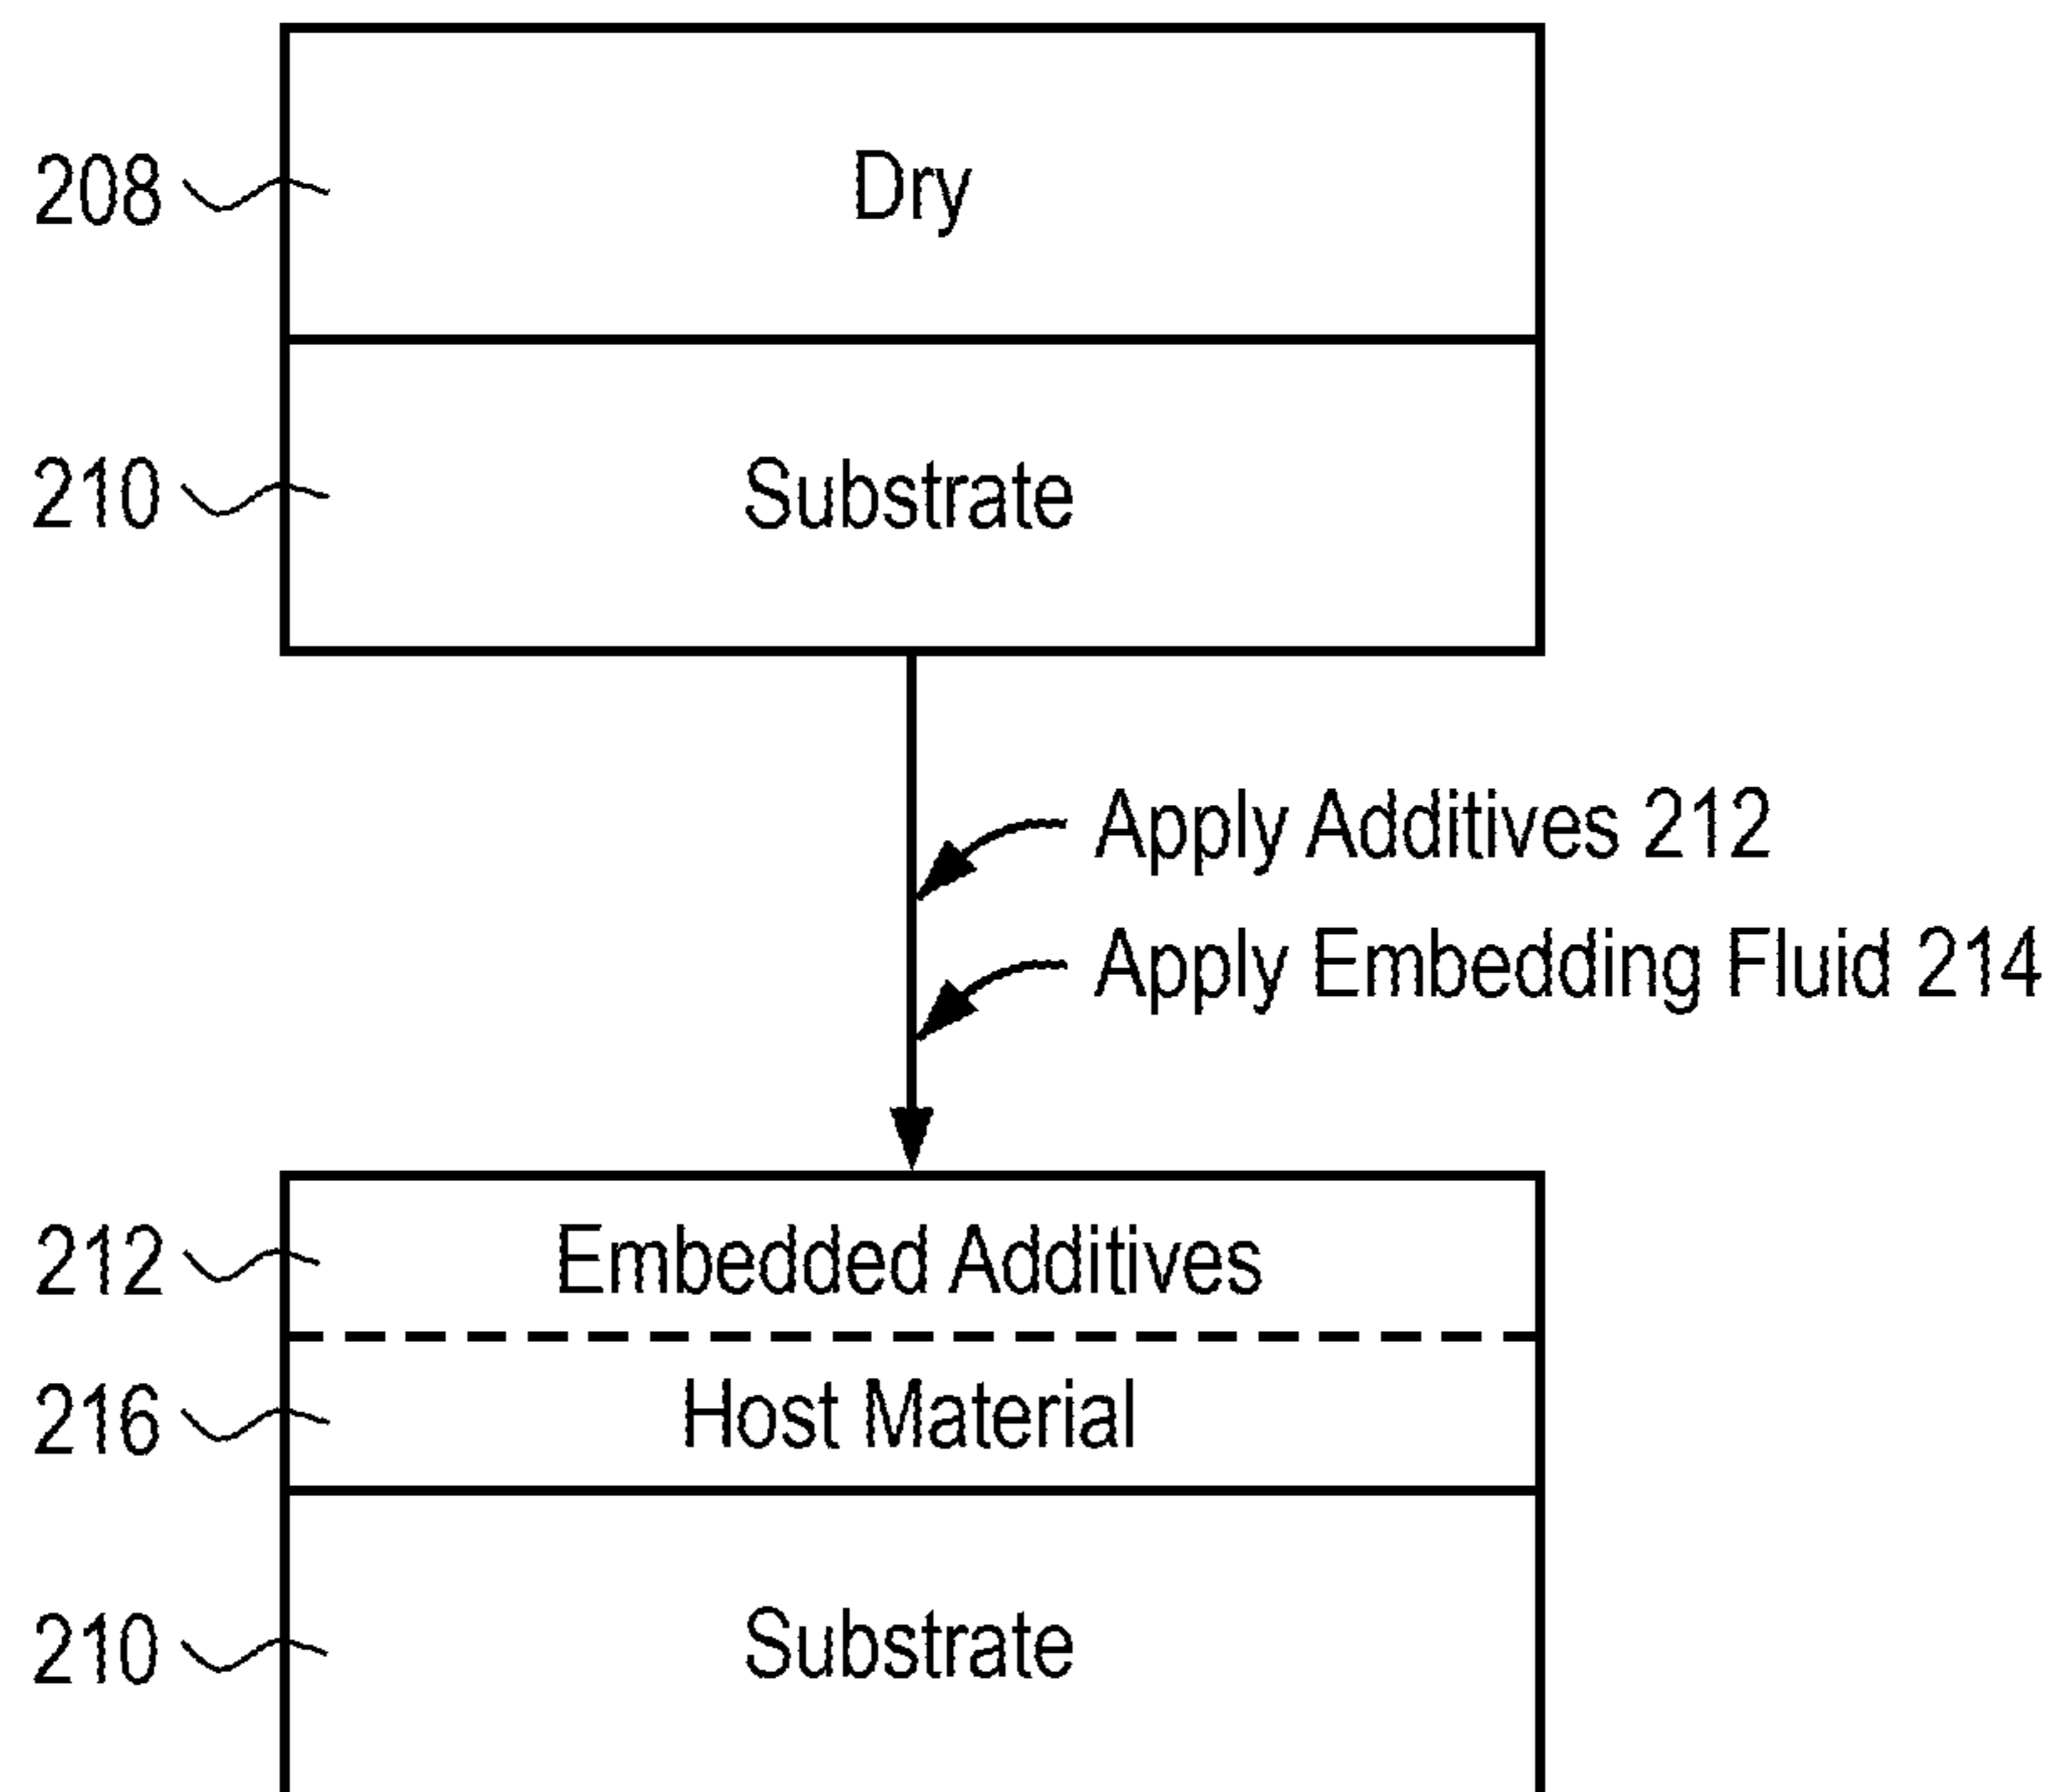 208 Dry
210 Substrate
Apply Additives 212
Apply Embedding Fluid 214
212 Embedded Additives
216 Host Material
210 Substrate